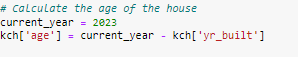 # Calculate the age of the house
current_year = 2023
kch['age'] = current_year - kch['yr_built']